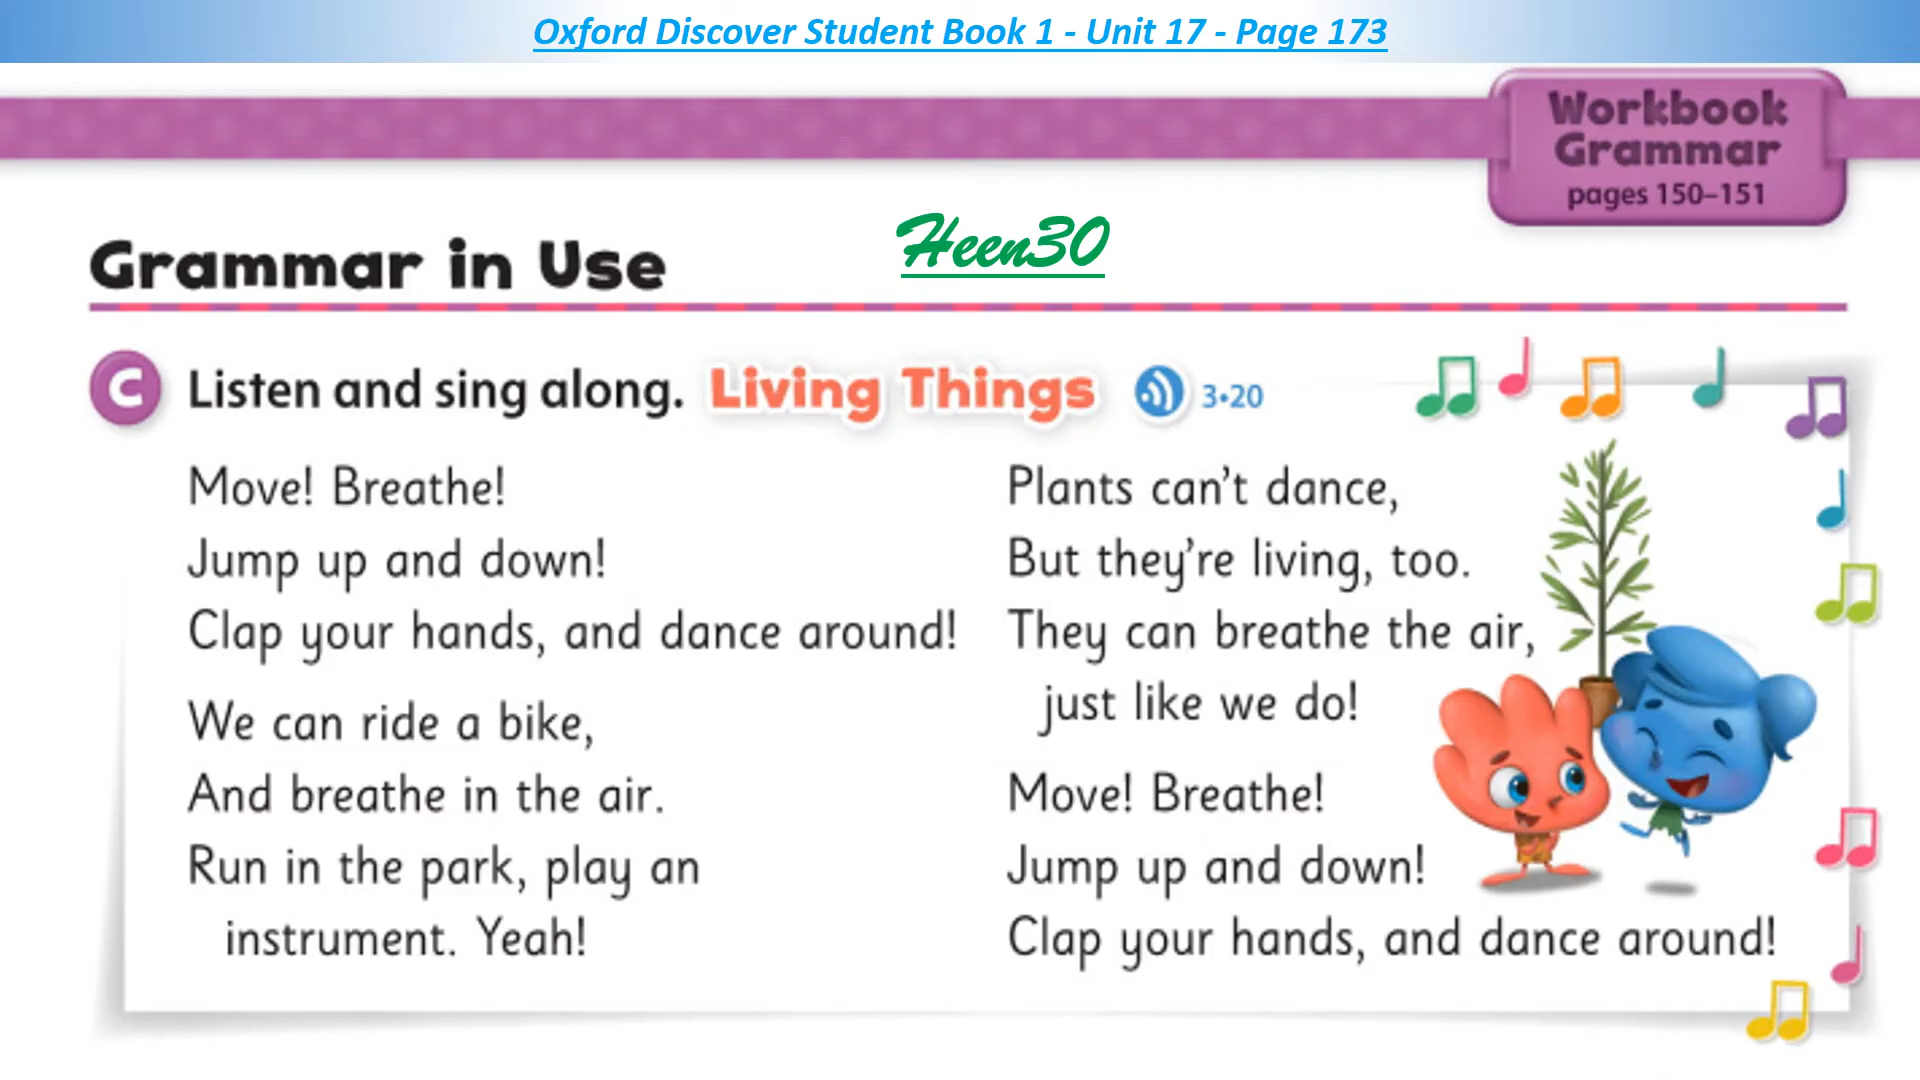 Oxford Discover Student Book 1 - Unit 17 - Page 173
Workbook
Grammar
pages 150–151
Grammar in Use
Heen30
C Listen and sing along. Living Things 3•20
Move! Breathe!
Jump up and down!
Clap your hands, and dance around!
We can ride a bike,
And breathe in the air.
Run in the park, play an
instrument. Yeah!
Plants can't dance,
But they're living, too.
They can breathe the air,
just like we do!
Move! Breathe!
Jump up and down!
Clap your hands, and dance around!